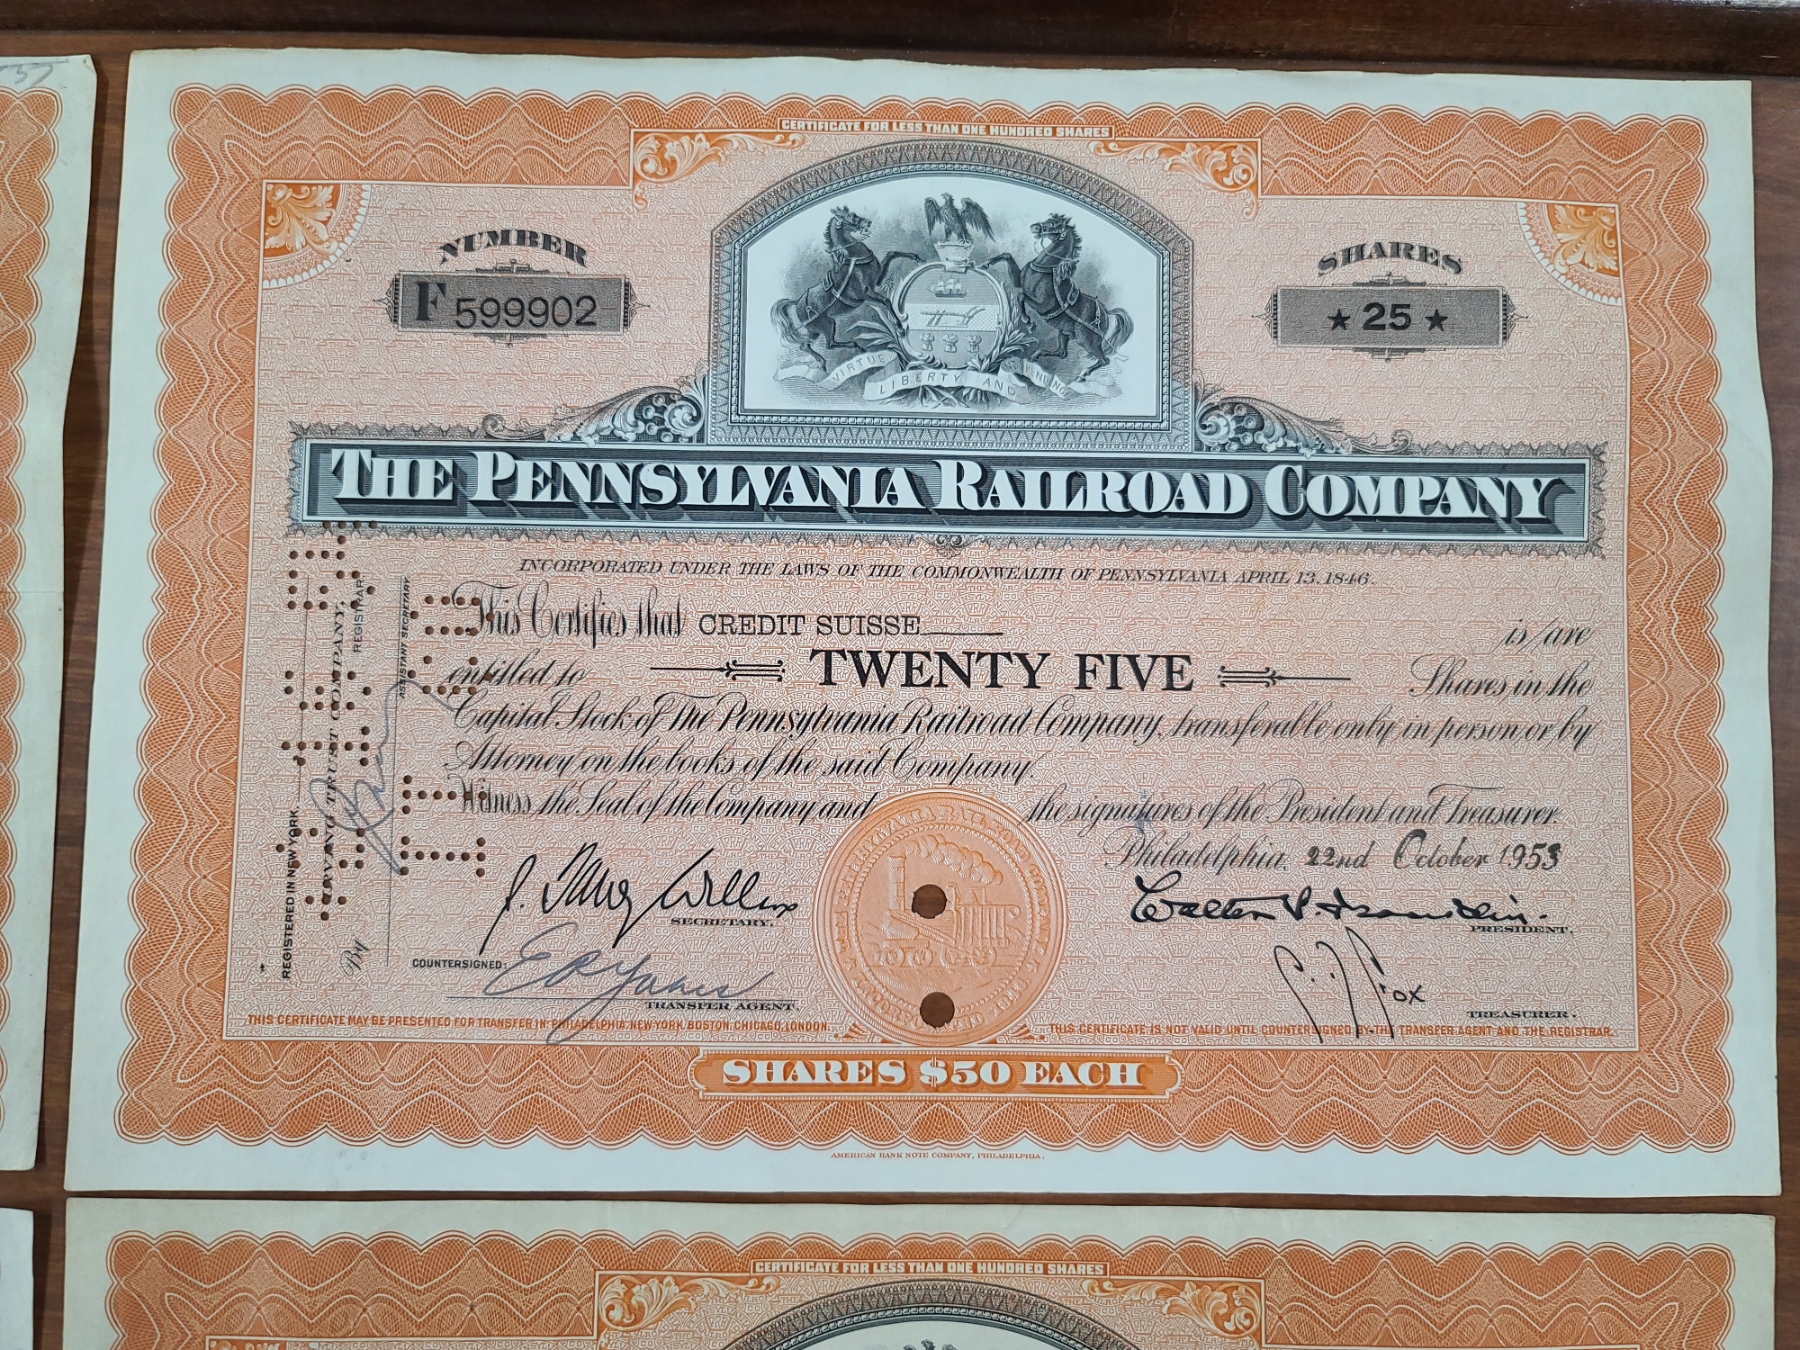 CERTIFICATE FOR LESS THAN ONE HUNDRED SHARES
NUMBER
F 599902
SHARES
★ 25 ★
VIRTUE LIBERTY AND
THE PENNSYLVANIA RAILROAD COMPANY
INCORPORATED UNDER THE LAWS OF THE COMMONWEALTH OF PENNSYLVANIA APRIL 13, 1846.
This Certifies that CREDIT SUISSE is/are
entitled to TWENTY FIVE Shares in the
Capital Stock of The Pennsylvania Railroad Company, transferable only in person or by
Attorney on the books of the said Company.
Witness the Seal of the Company and the signatures of the President and Treasurer.
Philadelphia, 22nd October 1953
SECRETARY.
PRESIDENT.
COUNTERSIGNED:
TRANSFER AGENT.
TREASURER.
REGISTERED IN NEW YORK
TRUST COMPANY,
REGISTRAR
By
ASSISTANT SECRETARY
THIS CERTIFICATE MAY BE PRESENTED FOR TRANSFER IN PHILADELPHIA, NEW YORK, BOSTON, CHICAGO, LONDON.
THIS CERTIFICATE IS NOT VALID UNTIL COUNTERSIGNED BY THE TRANSFER AGENT AND THE REGISTRAR.
SHARES $50 EACH
AMERICAN BANK NOTE COMPANY, PHILADELPHIA.
CERTIFICATE FOR LESS THAN ONE HUNDRED SHARES